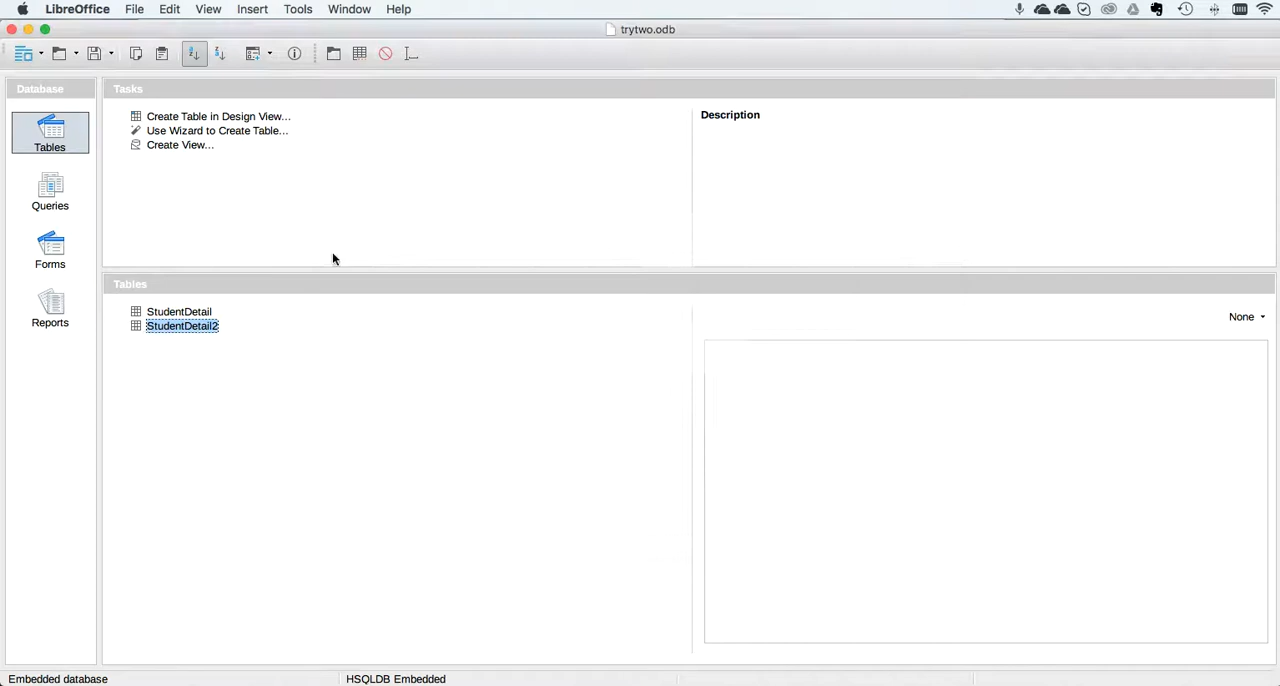 LibreOffice File Edit View Insert Tools Window Help
trytwo.odb
Database
Tasks
Tables
Queries
Forms
Reports
Create Table in Design View...
Use Wizard to Create Table...
Create View...
Description
Tables
StudentDetail
StudentDetail2
None
Embedded database
HSQLDB Embedded